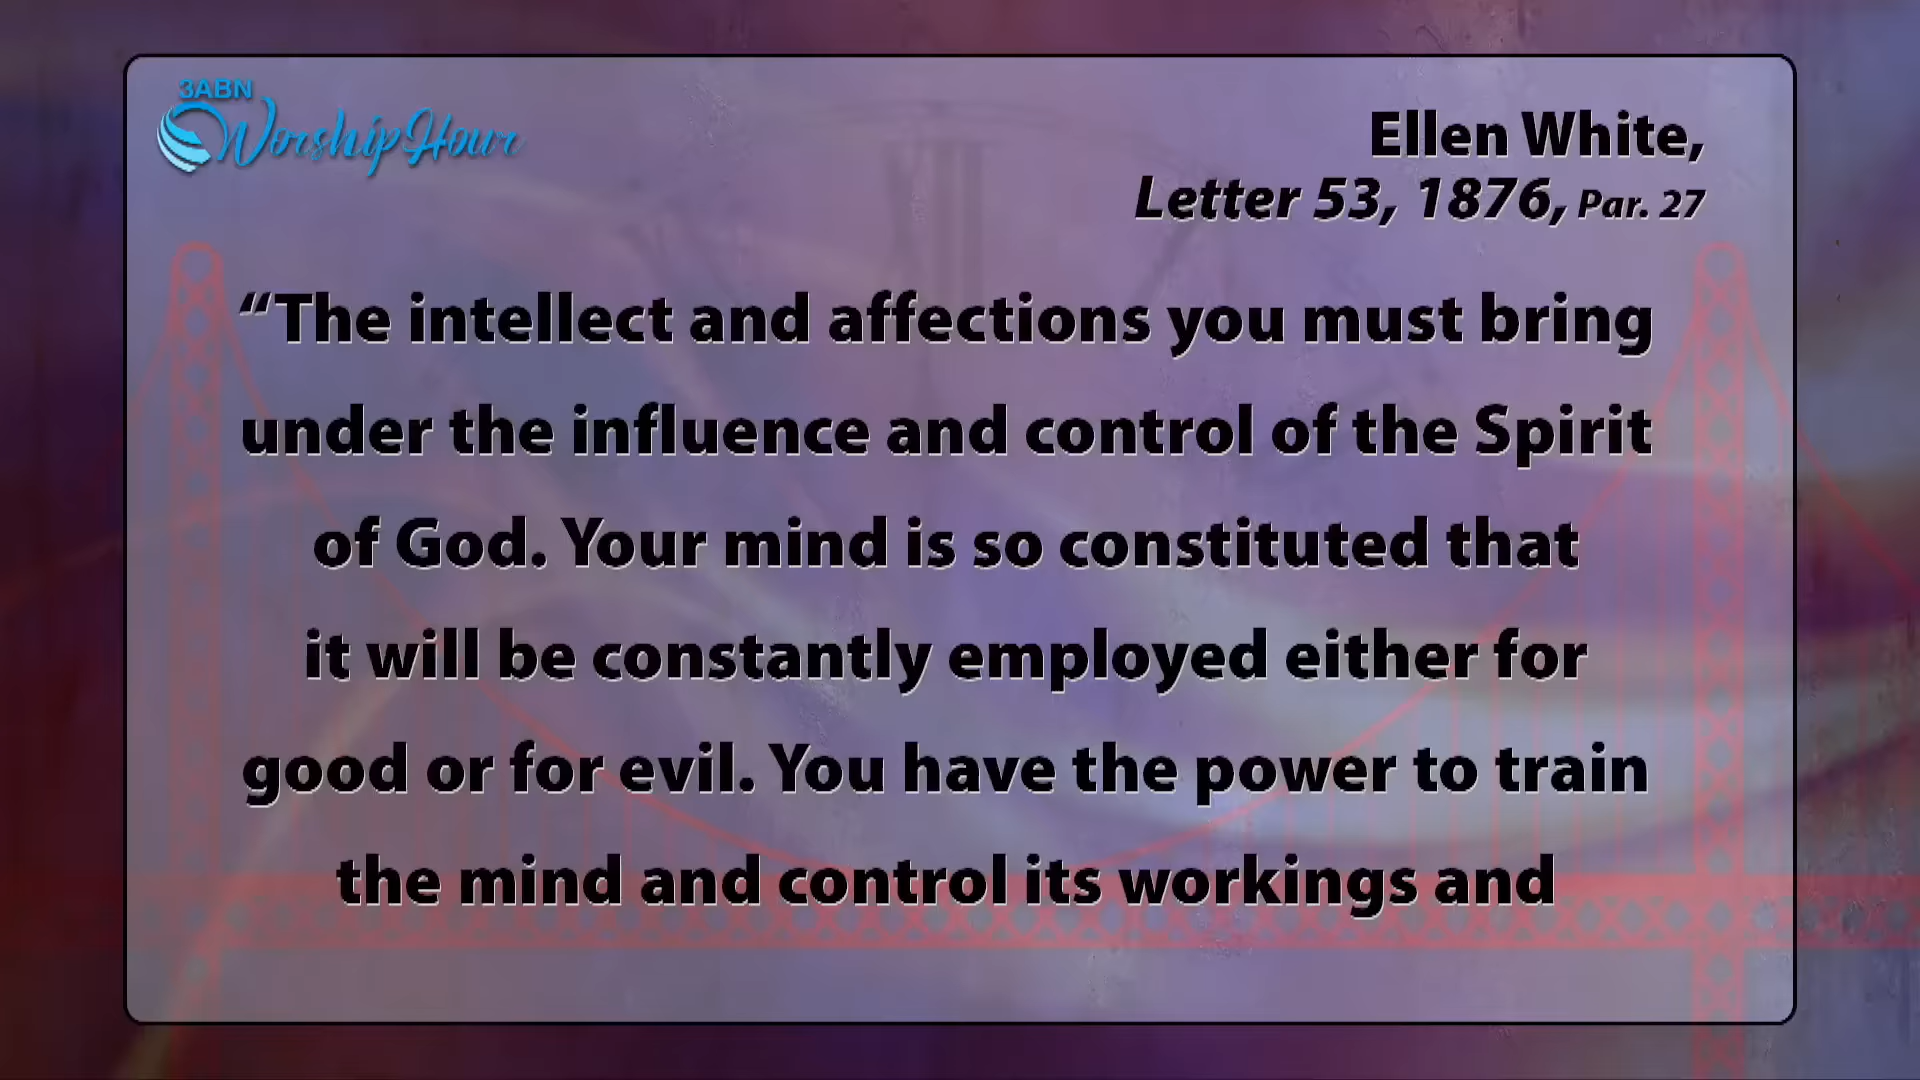 3ABN
Worship Hour
Ellen White,
Letter 53, 1876, Par. 27
“The intellect and affections you must bring
under the influence and control of the Spirit
of God. Your mind is so constituted that
it will be constantly employed either for
good or for evil. You have the power to train
the mind and control its workings and